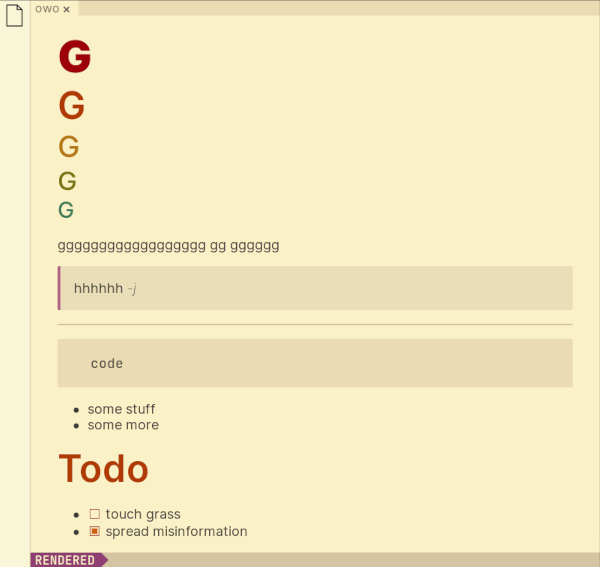 owo ×
G
G
G
G
G
gggggggggggggggggg gg gggggg
hhhhhh -j
code
• some stuff
• some more
Todo
• ☐ touch grass
• ▣ spread misinformation
RENDERED